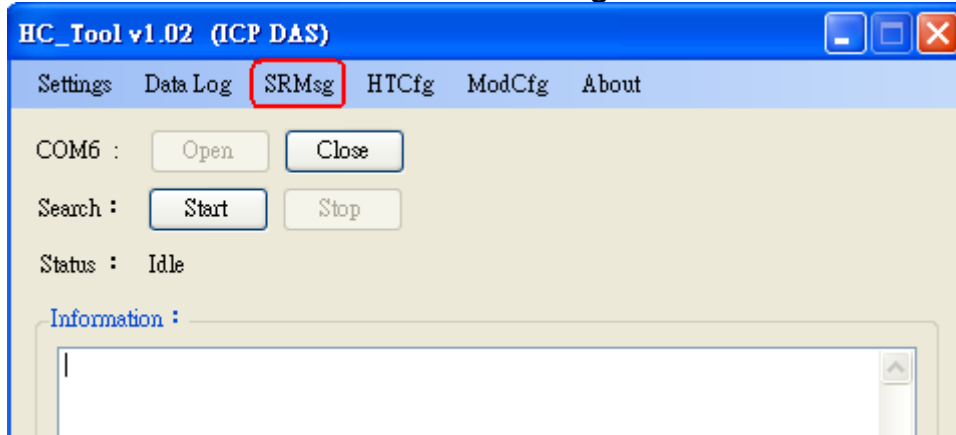 HC_Tool v1.02 (ICP DAS)
Settings Data Log SRMsg HTCfg ModCfg About
COM6 : Open Close
Search : Start Stop
Status : Idle
Information :